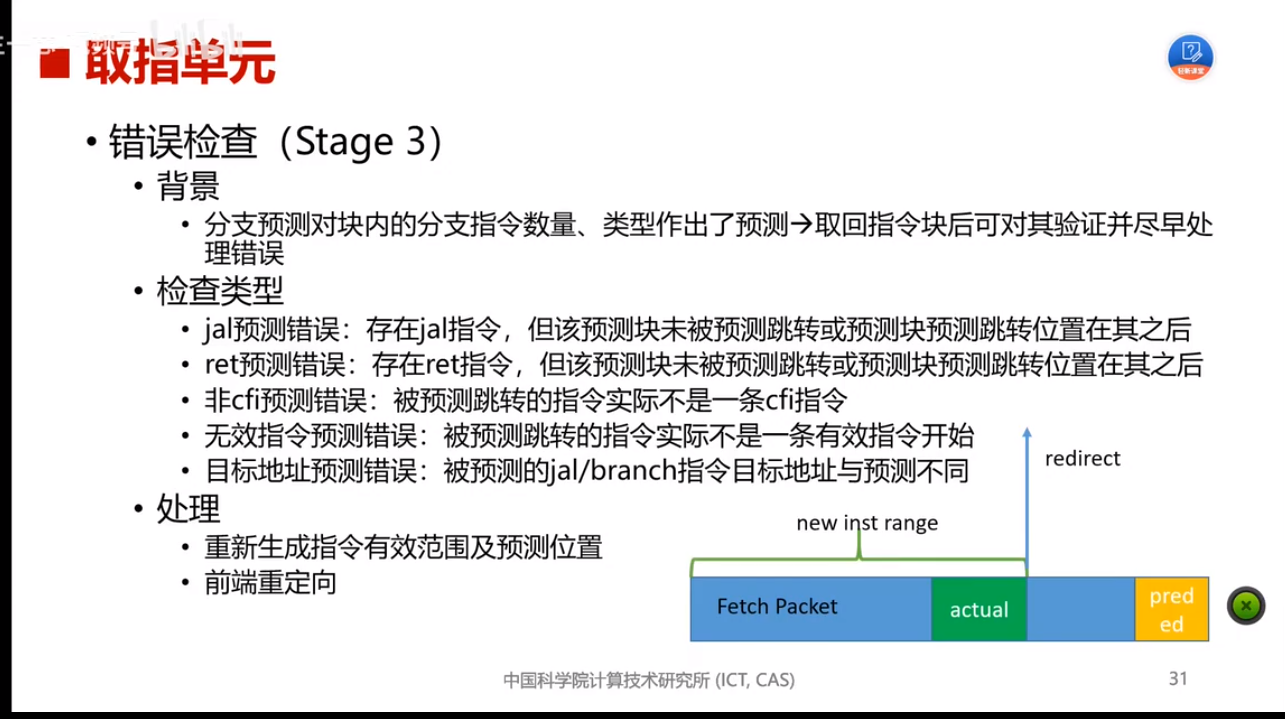 取指单元
• 错误检查（Stage 3）
• 背景
• 分支预测对块内的分支指令数量、类型作出了预测→取回指令块后可对其验证并尽早处
理错误
• 检查类型
• jal预测错误：存在jal指令，但该预测块未被预测跳转或预测块预测跳转位置在其之后
• ret预测错误：存在ret指令，但该预测块未被预测跳转或预测块预测跳转位置在其之后
• 非cfi预测错误：被预测跳转的指令实际不是一条cfi指令
• 无效指令预测错误：被预测跳转的指令实际不是一条有效指令开始
• 目标地址预测错误：被预测的jal/branch指令目标地址与预测不同
redirect
• 处理
new inst range
• 重新生成指令有效范围及预测位置
• 前端重定向
Fetch Packet
actual
pred
ed
中国科学院计算技术研究所 (ICT, CAS)
31